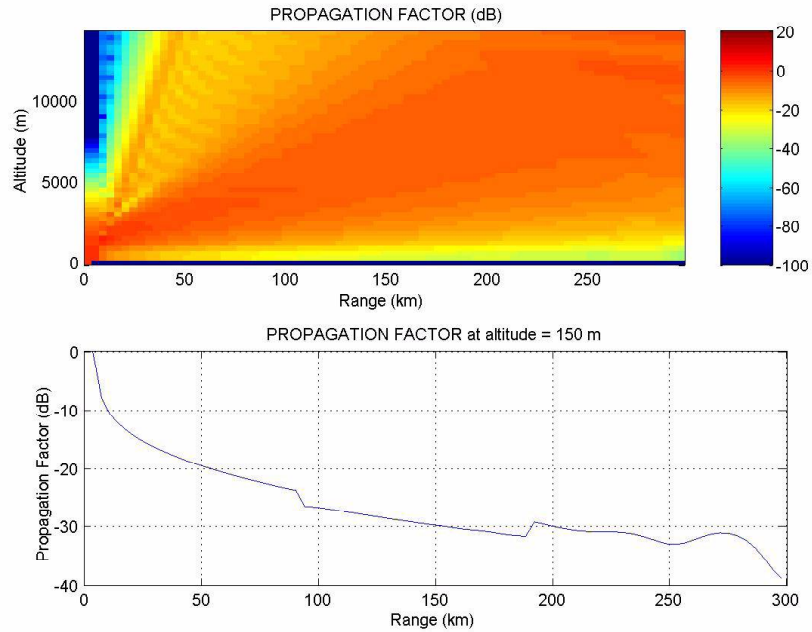 PROPAGATION FACTOR (dB)
Altitude (m)
10000
5000
0
0 50 100 150 200 250
Range (km)
20
0
-20
-40
-60
-80
-100
PROPAGATION FACTOR at altitude = 150 m
Propagation Factor (dB)
0
-10
-20
-30
-40
0 50 100 150 200 250 300
Range (km)